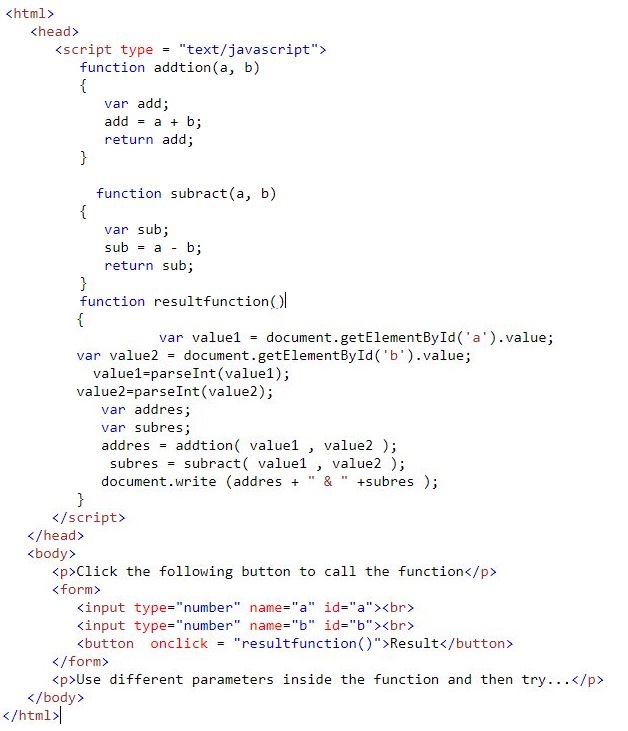 <html>
<head>
<script type = "text/javascript">
function addtion(a, b)
{
var add;
add = a + b;
return add;
}
function subract(a, b)
{
var sub;
sub = a - b;
return sub;
}
function resultfunction()
{
var value1 = document.getElementById('a').value;
var value2 = document.getElementById('b').value;
value1=parseInt(value1);
value2=parseInt(value2);
var addres;
var subres;
addres = addtion( value1 , value2 );
subres = subract( value1 , value2 );
document.write (addres + " & " +subres );
}
</script>
</head>
<body>
<p>Click the following button to call the function</p>
<form>
<input type="number" name="a" id="a"><br>
<input type="number" name="b" id="b"><br>
<button  onclick = "resultfunction()">Result</button>
</form>
<p>Use different parameters inside the function and then try...</p>
</body>
</html>